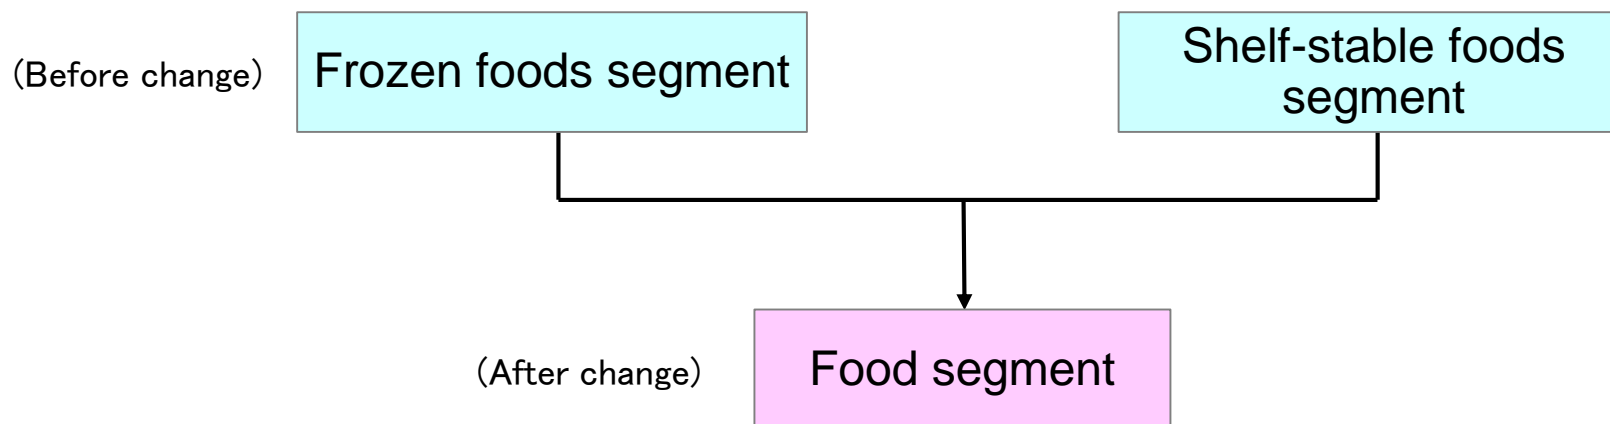 (Before change)
Frozen foods segment
Shelf-stable foods
segment
(After change)
Food segment